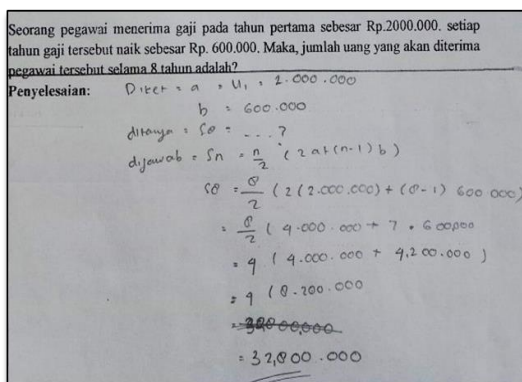 Seorang pegawai menerima gaji pada tahun pertama sebesar Rp.2000.000. setiap
tahun gaji tersebut naik sebesar Rp. 600.000. Maka, jumlah uang yang akan diterima
pegawai tersebut selama 8 tahun adalah?
Penyelesaian: Diket = a = U1 = 2.000.000
b = 600.000
ditanya = S8 = ...?
dijawab = Sn = n/2 (2a+(n-1)b)
S8 = 8/2 (2(2.000.000)+(8-1) 600 000)
= 8/2 (4.000.000 + 7 . 600,000
= 4 (4.000.000 + 4,200.000)
= 4 (8.200.000
= 32,800.000